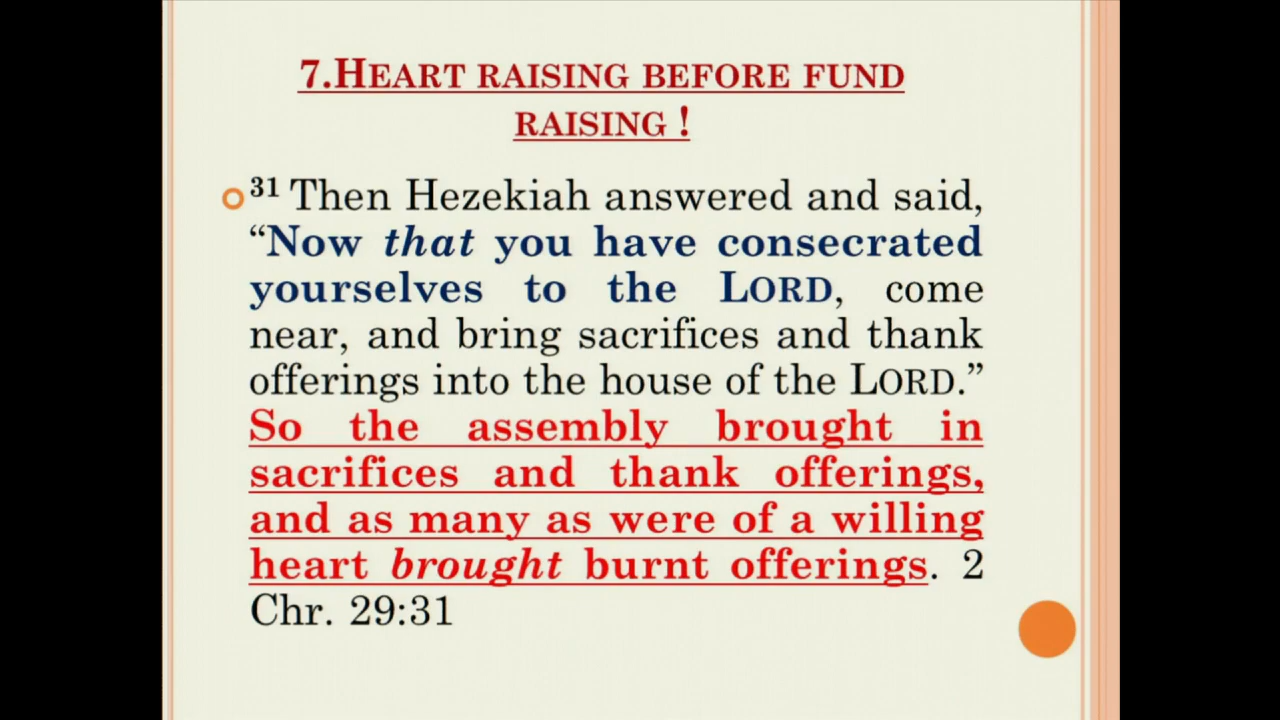 7.HEART RAISING BEFORE FUND
RAISING !
31 Then Hezekiah answered and said,
“Now that you have consecrated
yourselves to the LORD, come
near, and bring sacrifices and thank
offerings into the house of the LORD.”
So the assembly brought in
sacrifices and thank offerings,
and as many as were of a willing
heart brought burnt offerings. 2
Chr. 29:31